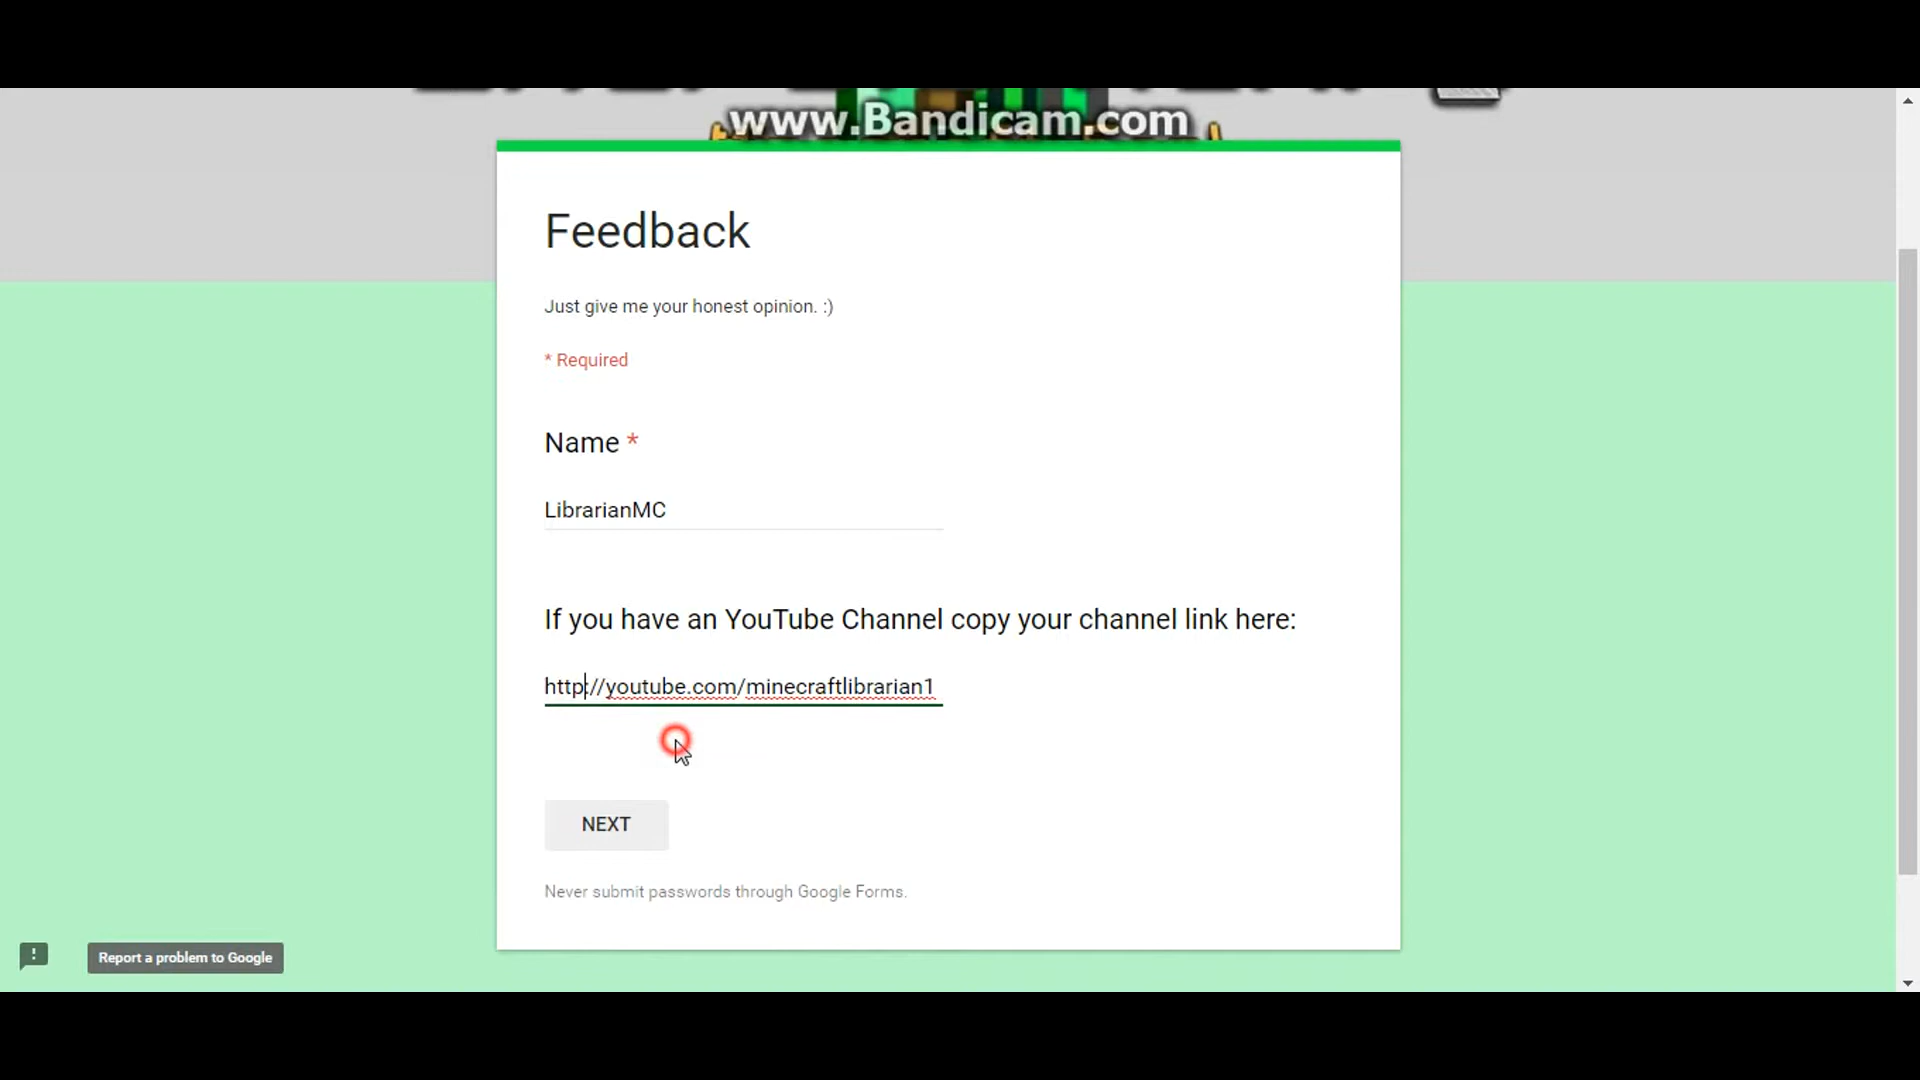 www.Bandicam.com
Feedback
Just give me your honest opinion. :)
* Required
Name *
LibrarianMC
If you have an YouTube Channel copy your channel link here:
http://youtube.com/minecraftlibrarian1
NEXT
Never submit passwords through Google Forms.
! Report a problem to Google